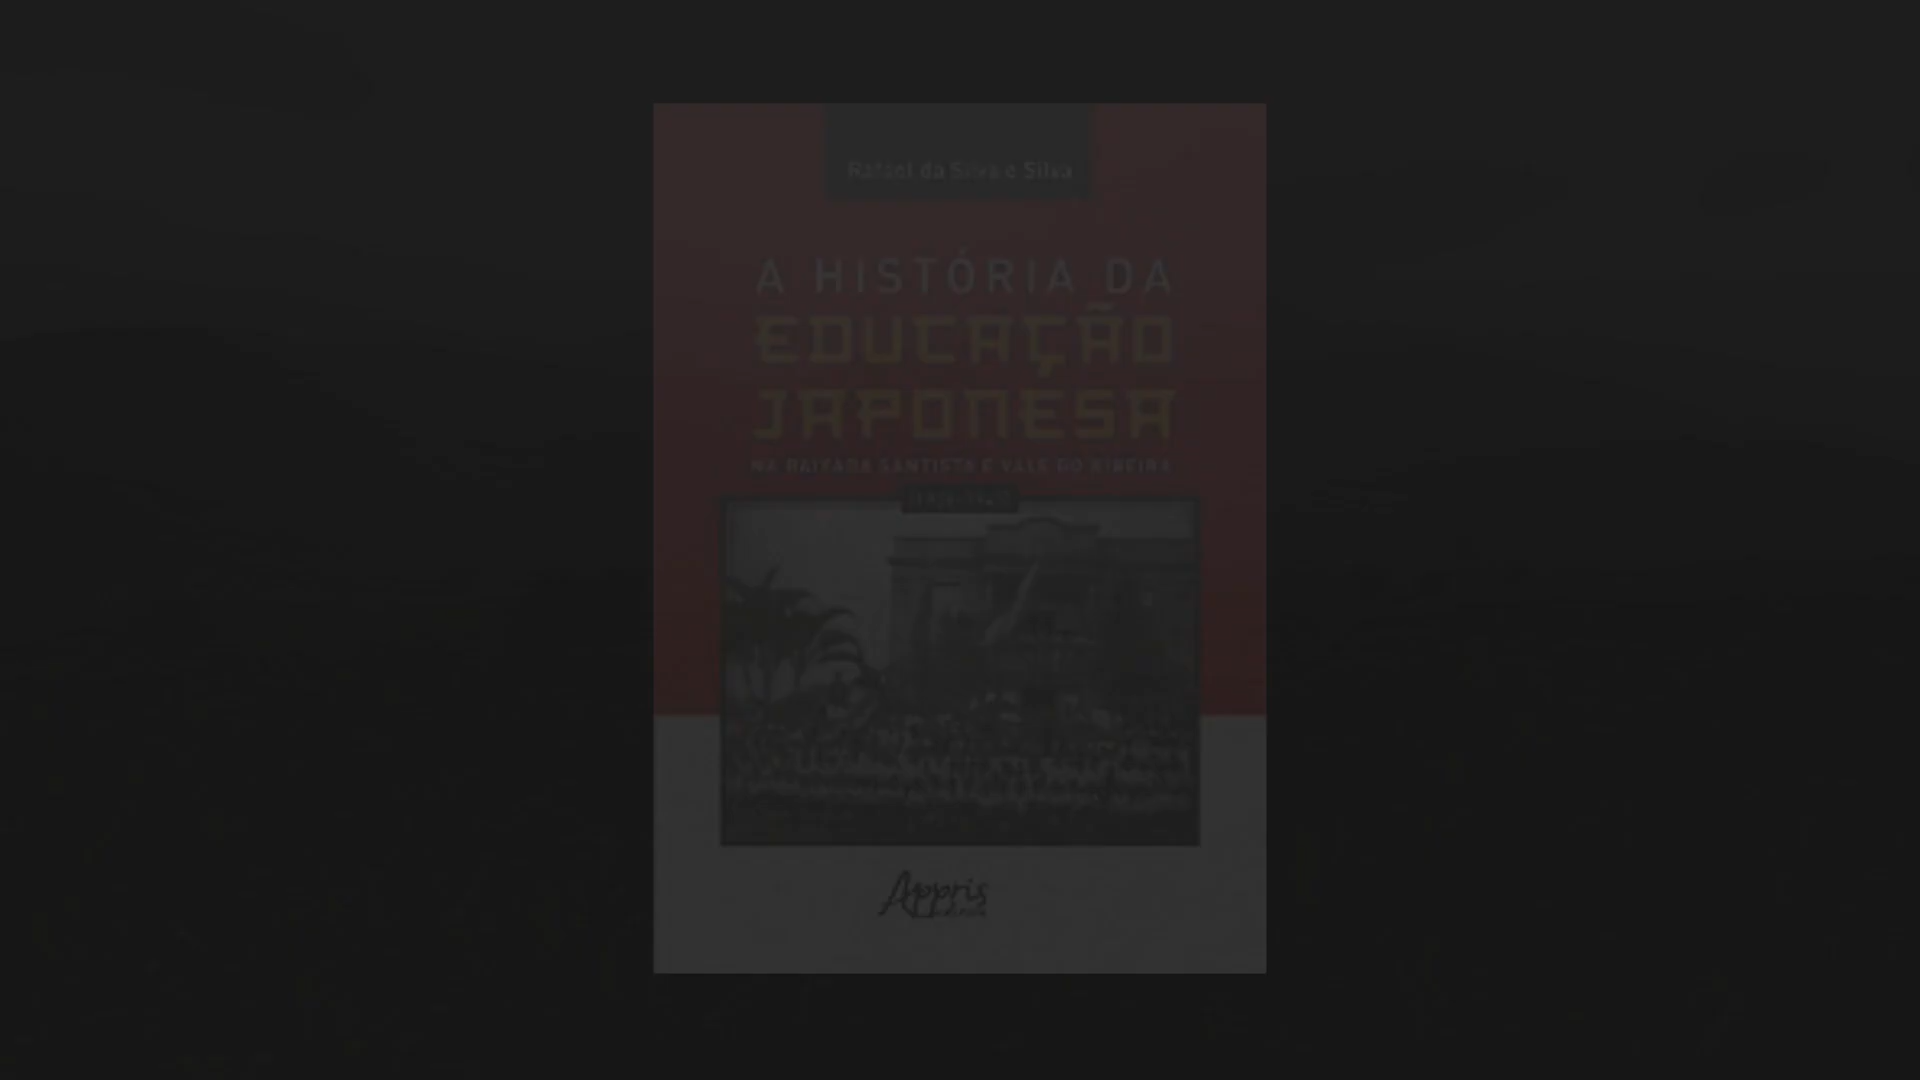 Rafael da Silva e Silva
A HISTÓRIA DA
EDUCAÇÃO
JAPONESA
NA BAIXADA SANTISTA E VALE DO RIBEIRA
Appris